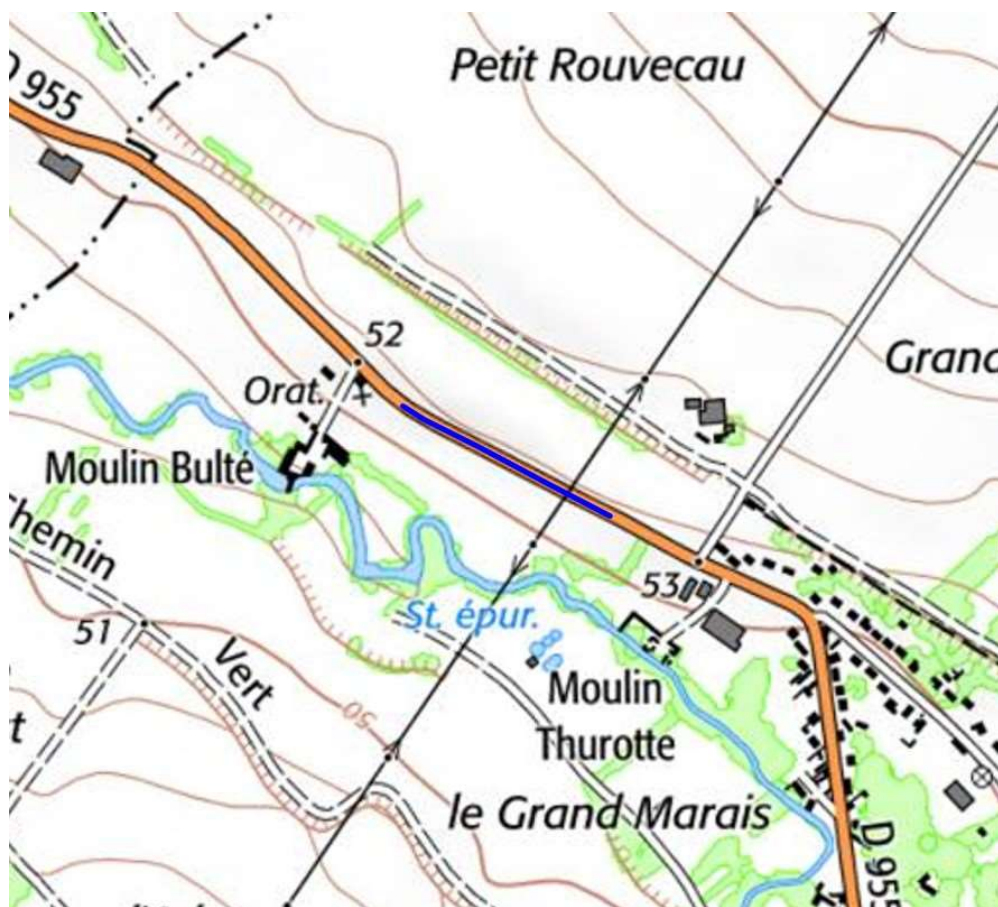 D 955
Petit Rouvecau
52
Orat.
Moulin Bulté
Chemin
Vert
51
53
St. épur.
Moulin
Thurotte
50
le Grand Marais
D 955
Grand